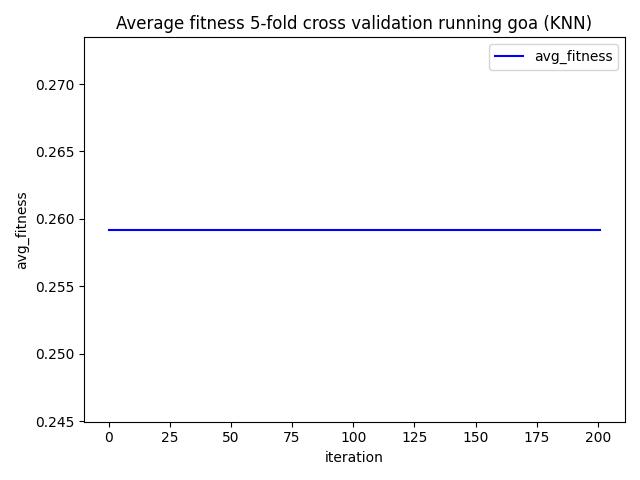 Average fitness 5-fold cross validation running goa (KNN)
avg_fitness
0.270
0.265
0.260
0.255
0.250
0.245
avg_fitness
0 25 50 75 100 125 150 175 200
iteration